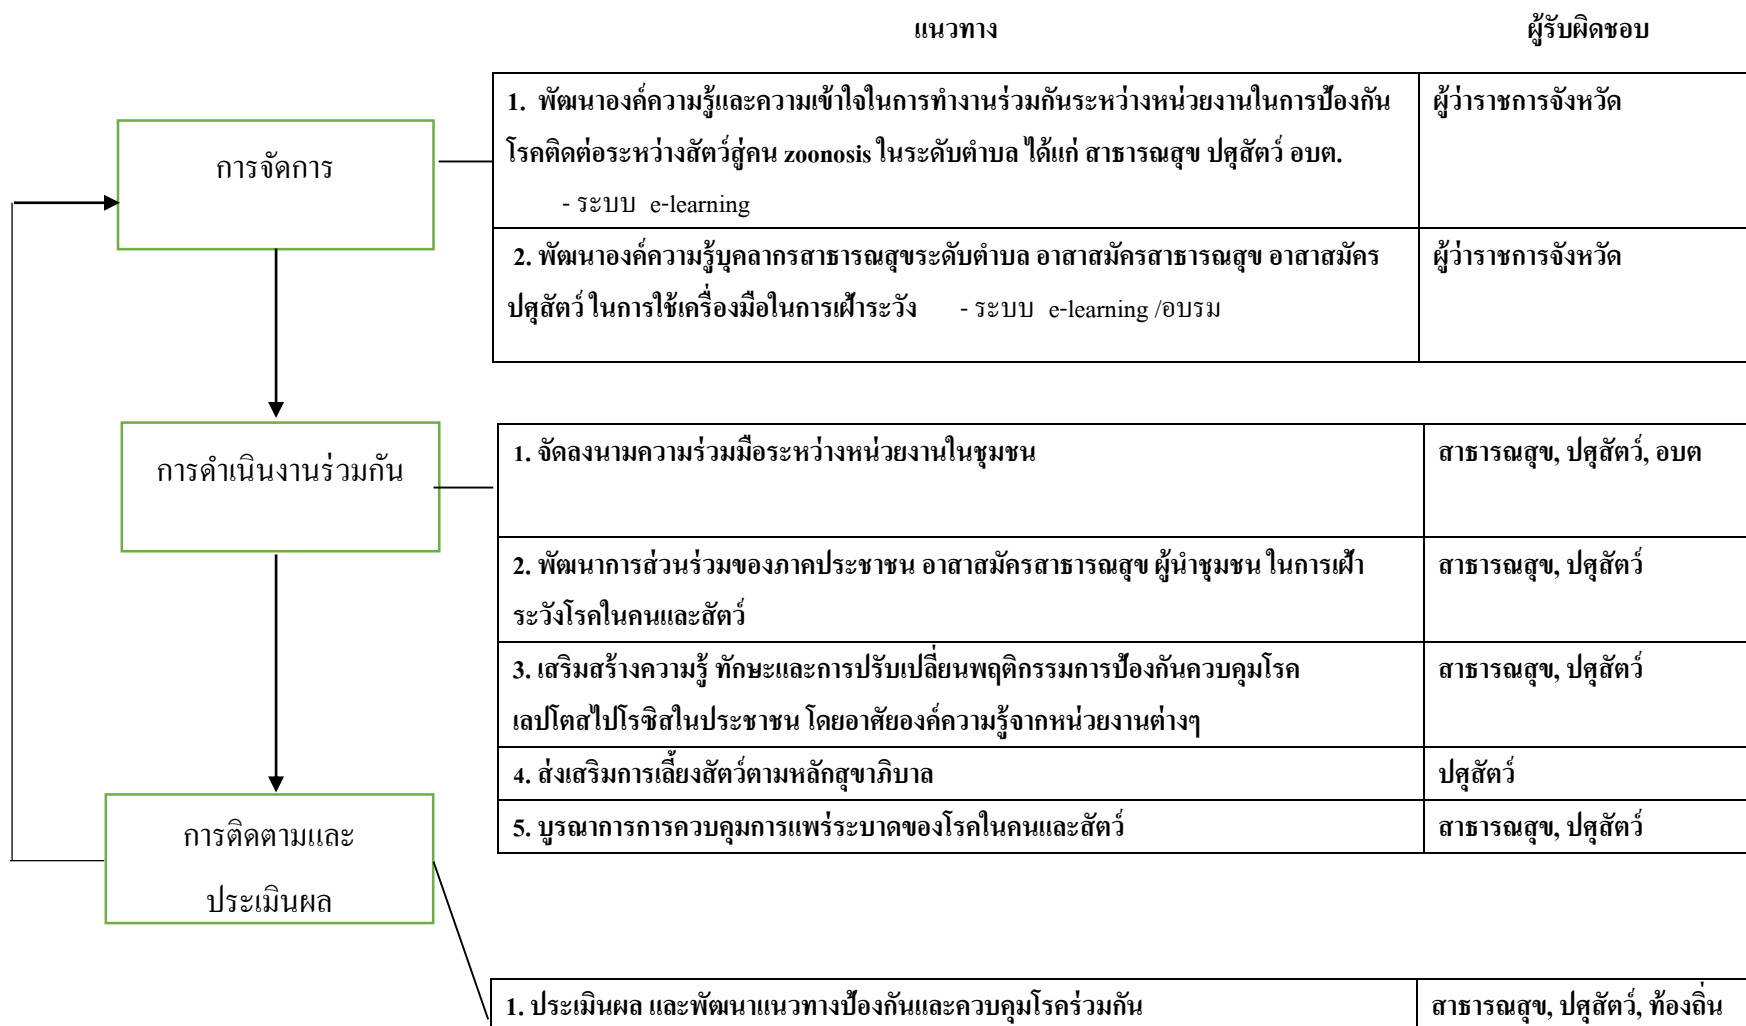 แนวทาง ผู้รับผิดชอบ
การจัดการ
1. พัฒนาองค์ความรู้และความเข้าใจในการทำงานร่วมกันระหว่างหน่วยงานในการป้องกัน ผู้ว่าราชการจังหวัด
โรคติดต่อระหว่างสัตว์สู่คน zoonosis ในระดับตำบล ได้แก่ สาธารณสุข ปศุสัตว์ อบต.
- ระบบ e-learning
2. พัฒนาองค์ความรู้บุคลากรสาธารณสุขระดับตำบล อาสาสมัครสาธารณสุข อาสาสมัคร ผู้ว่าราชการจังหวัด
ปศุสัตว์ ในการใช้เครื่องมือในการเฝ้าระวัง - ระบบ e-learning /อบรม
การดำเนินงานร่วมกัน
1. จัดลงนามความร่วมมือระหว่างหน่วยงานในชุมชน สาธารณสุข, ปศุสัตว์, อบต
2. พัฒนาการส่วนร่วมของภาคประชาชน อาสาสมัครสาธารณสุข ผู้นำชุมชน ในการเฝ้า สาธารณสุข, ปศุสัตว์
ระวังโรคในคนและสัตว์
3. เสริมสร้างความรู้ ทักษะและการปรับเปลี่ยนพฤติกรรมการป้องกันควบคุมโรค สาธารณสุข, ปศุสัตว์
เลปโตสไปโรซิสในประชาชน โดยอาศัยองค์ความรู้จากหน่วยงานต่างๆ
4. ส่งเสริมการเลี้ยงสัตว์ตามหลักสุขาภิบาล ปศุสัตว์
5. บูรณาการการควบคุมการแพร่ระบาดของโรคในคนและสัตว์ สาธารณสุข, ปศุสัตว์
การติดตามและ
ประเมินผล
1. ประเมินผล และพัฒนาแนวทางป้องกันและควบคุมโรคร่วมกัน สาธารณสุข, ปศุสัตว์, ท้องถิ่น